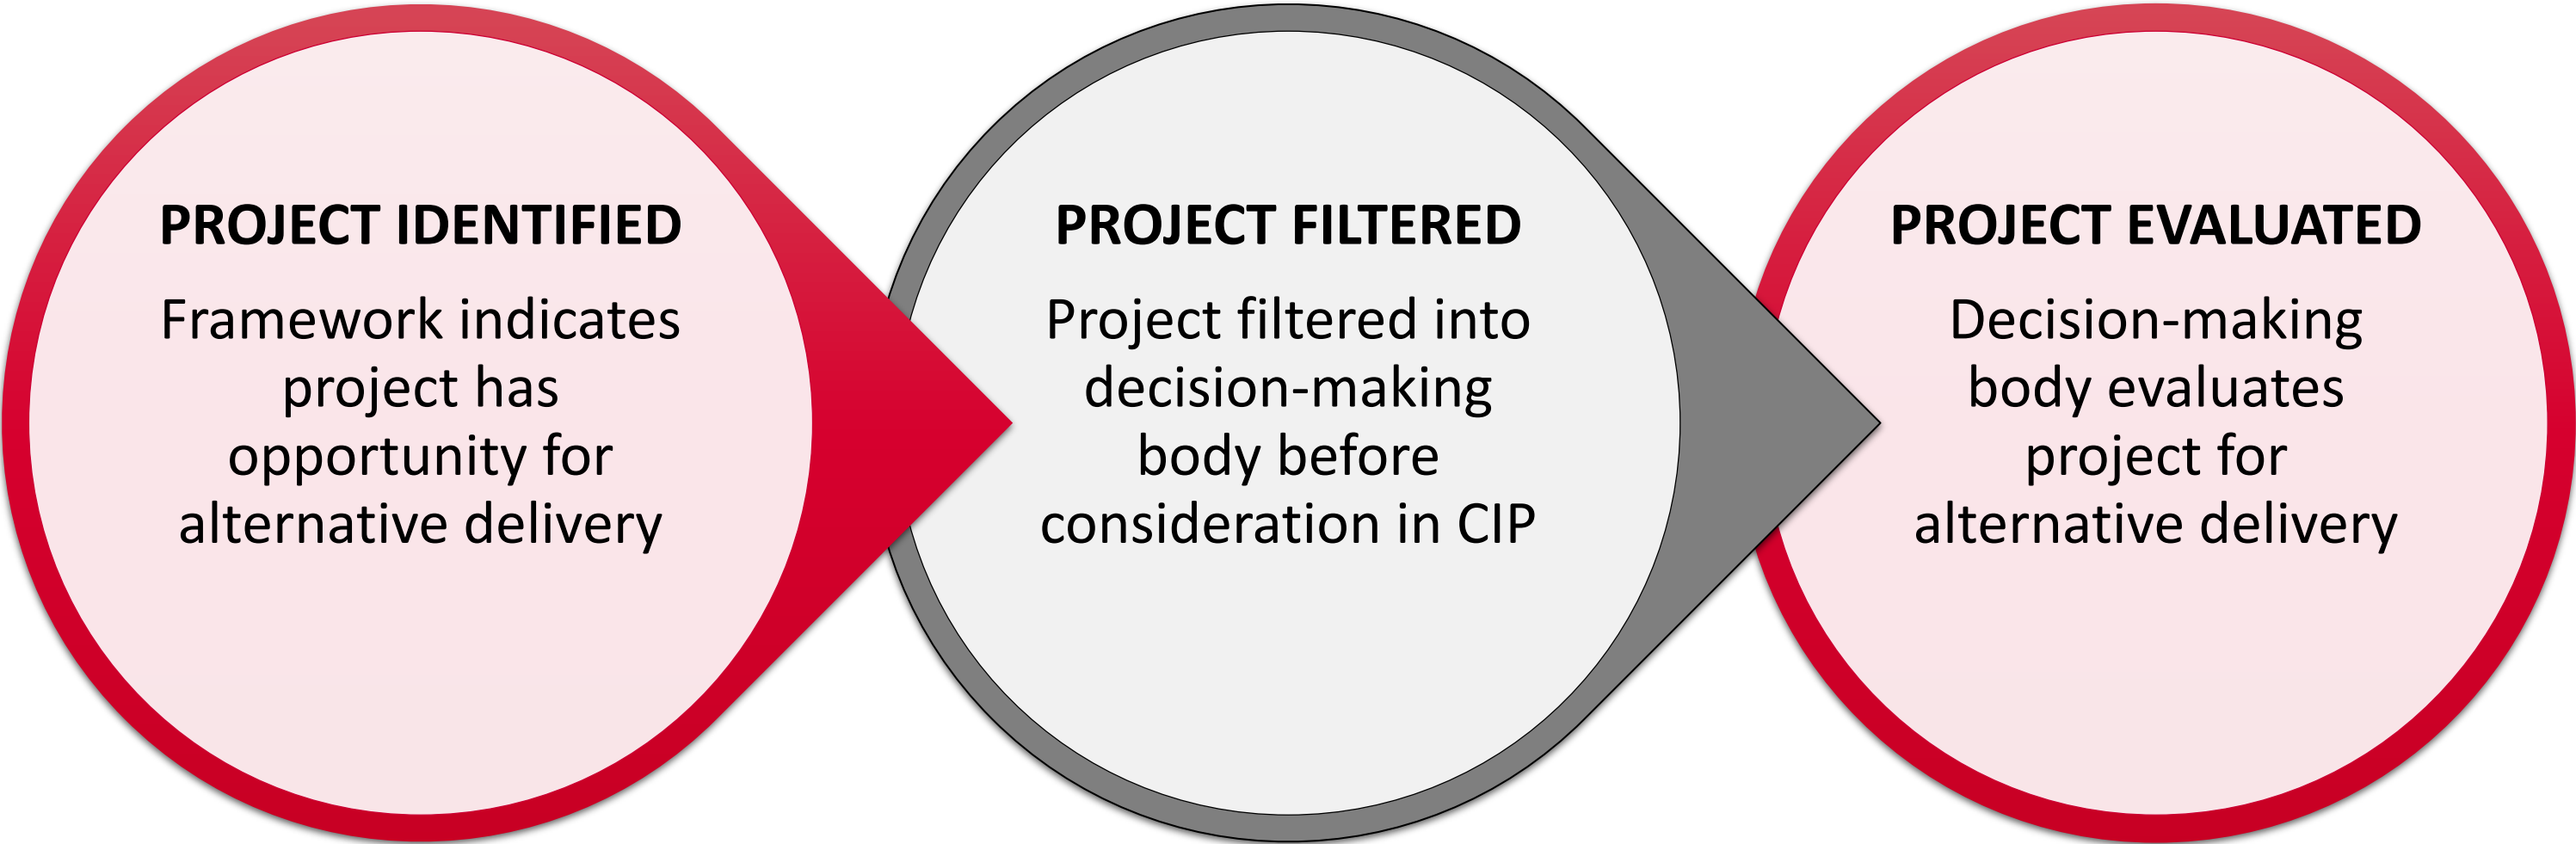 PROJECT IDENTIFIED
Framework indicates
project has
opportunity for
alternative delivery
PROJECT FILTERED
Project filtered into
decision-making
body before
consideration in CIP
PROJECT EVALUATED
Decision-making
body evaluates
project for
alternative delivery